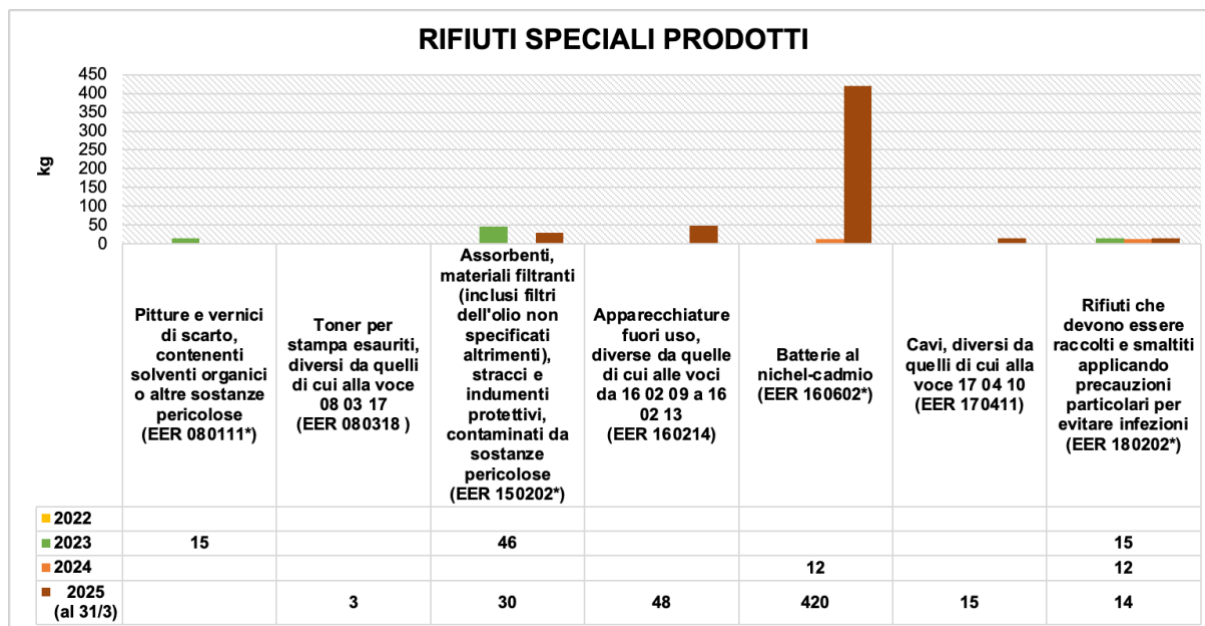 RIFIUTI SPECIALI PRODOTTI
kg
450
400
350
300
250
200
150
100
50
0
Pitture e vernici
di scarto,
contenenti
solventi organici
o altre sostanze
pericolose
(EER 080111*)
Toner per
stampa esauriti,
diversi da quelli
di cui alla voce
08 03 17
(EER 080318 )
Assorbenti,
materiali filtranti
(inclusi filtri
dell'olio non
specificati
altrimenti),
stracci e
indumenti
protettivi,
contaminati da
sostanze
pericolose
(EER 150202*)
Apparecchiature
fuori uso,
diverse da quelle
di cui alle voci
da 16 02 09 a 16
02 13
(EER 160214)
Batterie al
nichel-cadmio
(EER 160602*)
Cavi, diversi da
quelli di cui alla
voce 17 04 10
(EER 170411)
Rifiuti che
devono essere
raccolti e smaltiti
applicando
precauzioni
particolari per
evitare infezioni
(EER 180202*)
2022
2023 15 46 15
2024 12 12
2025
(al 31/3) 3 30 48 420 15 14